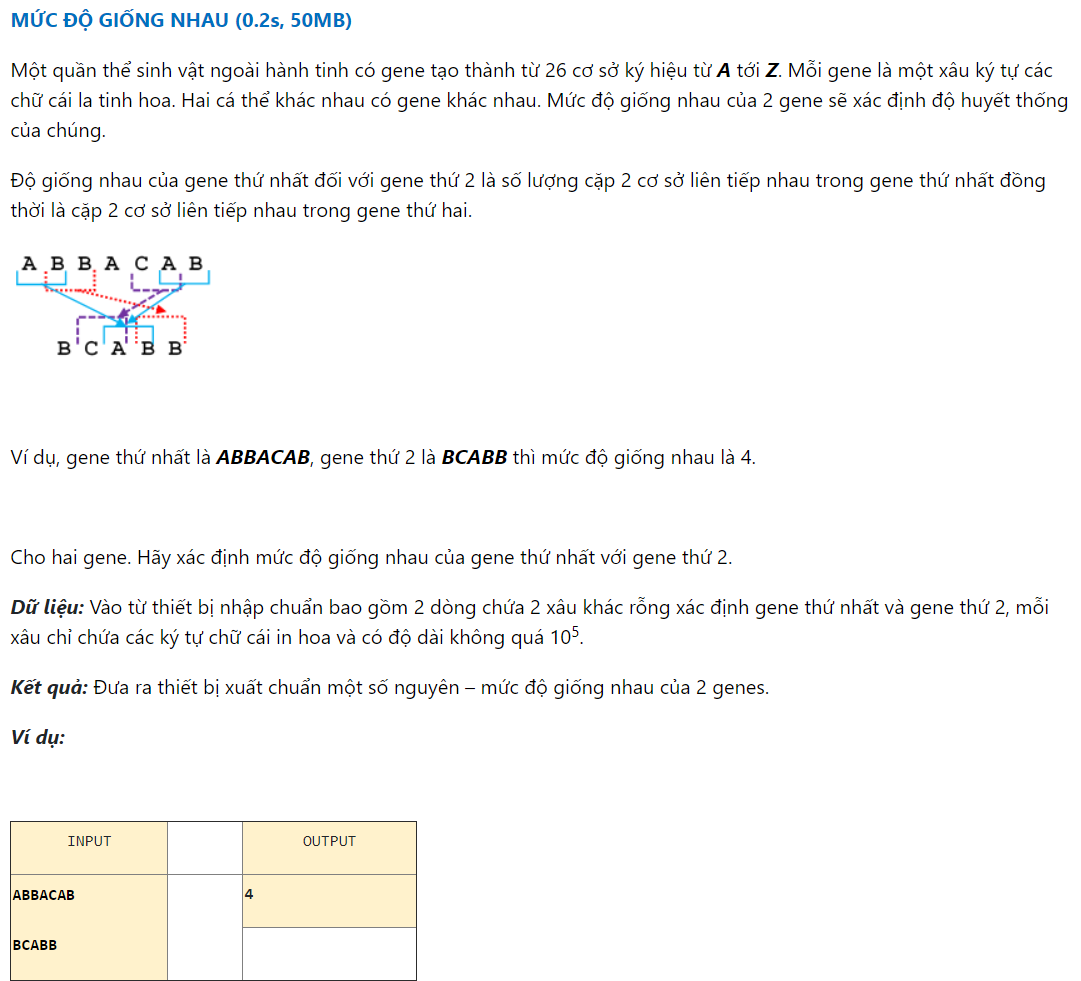 MỨC ĐỘ GIỐNG NHAU (0.2s, 50MB)
Một quần thể sinh vật ngoài hành tinh có gene tạo thành từ 26 cơ sở ký hiệu từ A tới Z. Mỗi gene là một xâu ký tự các
chữ cái la tinh hoa. Hai cá thể khác nhau có gene khác nhau. Mức độ giống nhau của 2 gene sẽ xác định độ huyết thống
của chúng.
Độ giống nhau của gene thứ nhất đối với gene thứ 2 là số lượng cặp 2 cơ sở liên tiếp nhau trong gene thứ nhất đồng
thời là cặp 2 cơ sở liên tiếp nhau trong gene thứ hai.
A B B A C A B
B C A B B
Ví dụ, gene thứ nhất là ABBACAB, gene thứ 2 là BCABB thì mức độ giống nhau là 4.
Cho hai gene. Hãy xác định mức độ giống nhau của gene thứ nhất với gene thứ 2.
Dữ liệu: Vào từ thiết bị nhập chuẩn bao gồm 2 dòng chứa 2 xâu khác rỗng xác định gene thứ nhất và gene thứ 2, mỗi
xâu chỉ chứa các ký tự chữ cái in hoa và có độ dài không quá 10⁵.
Kết quả: Đưa ra thiết bị xuất chuẩn một số nguyên – mức độ giống nhau của 2 genes.
Ví dụ:
INPUT OUTPUT
ABBACAB 4
BCABB